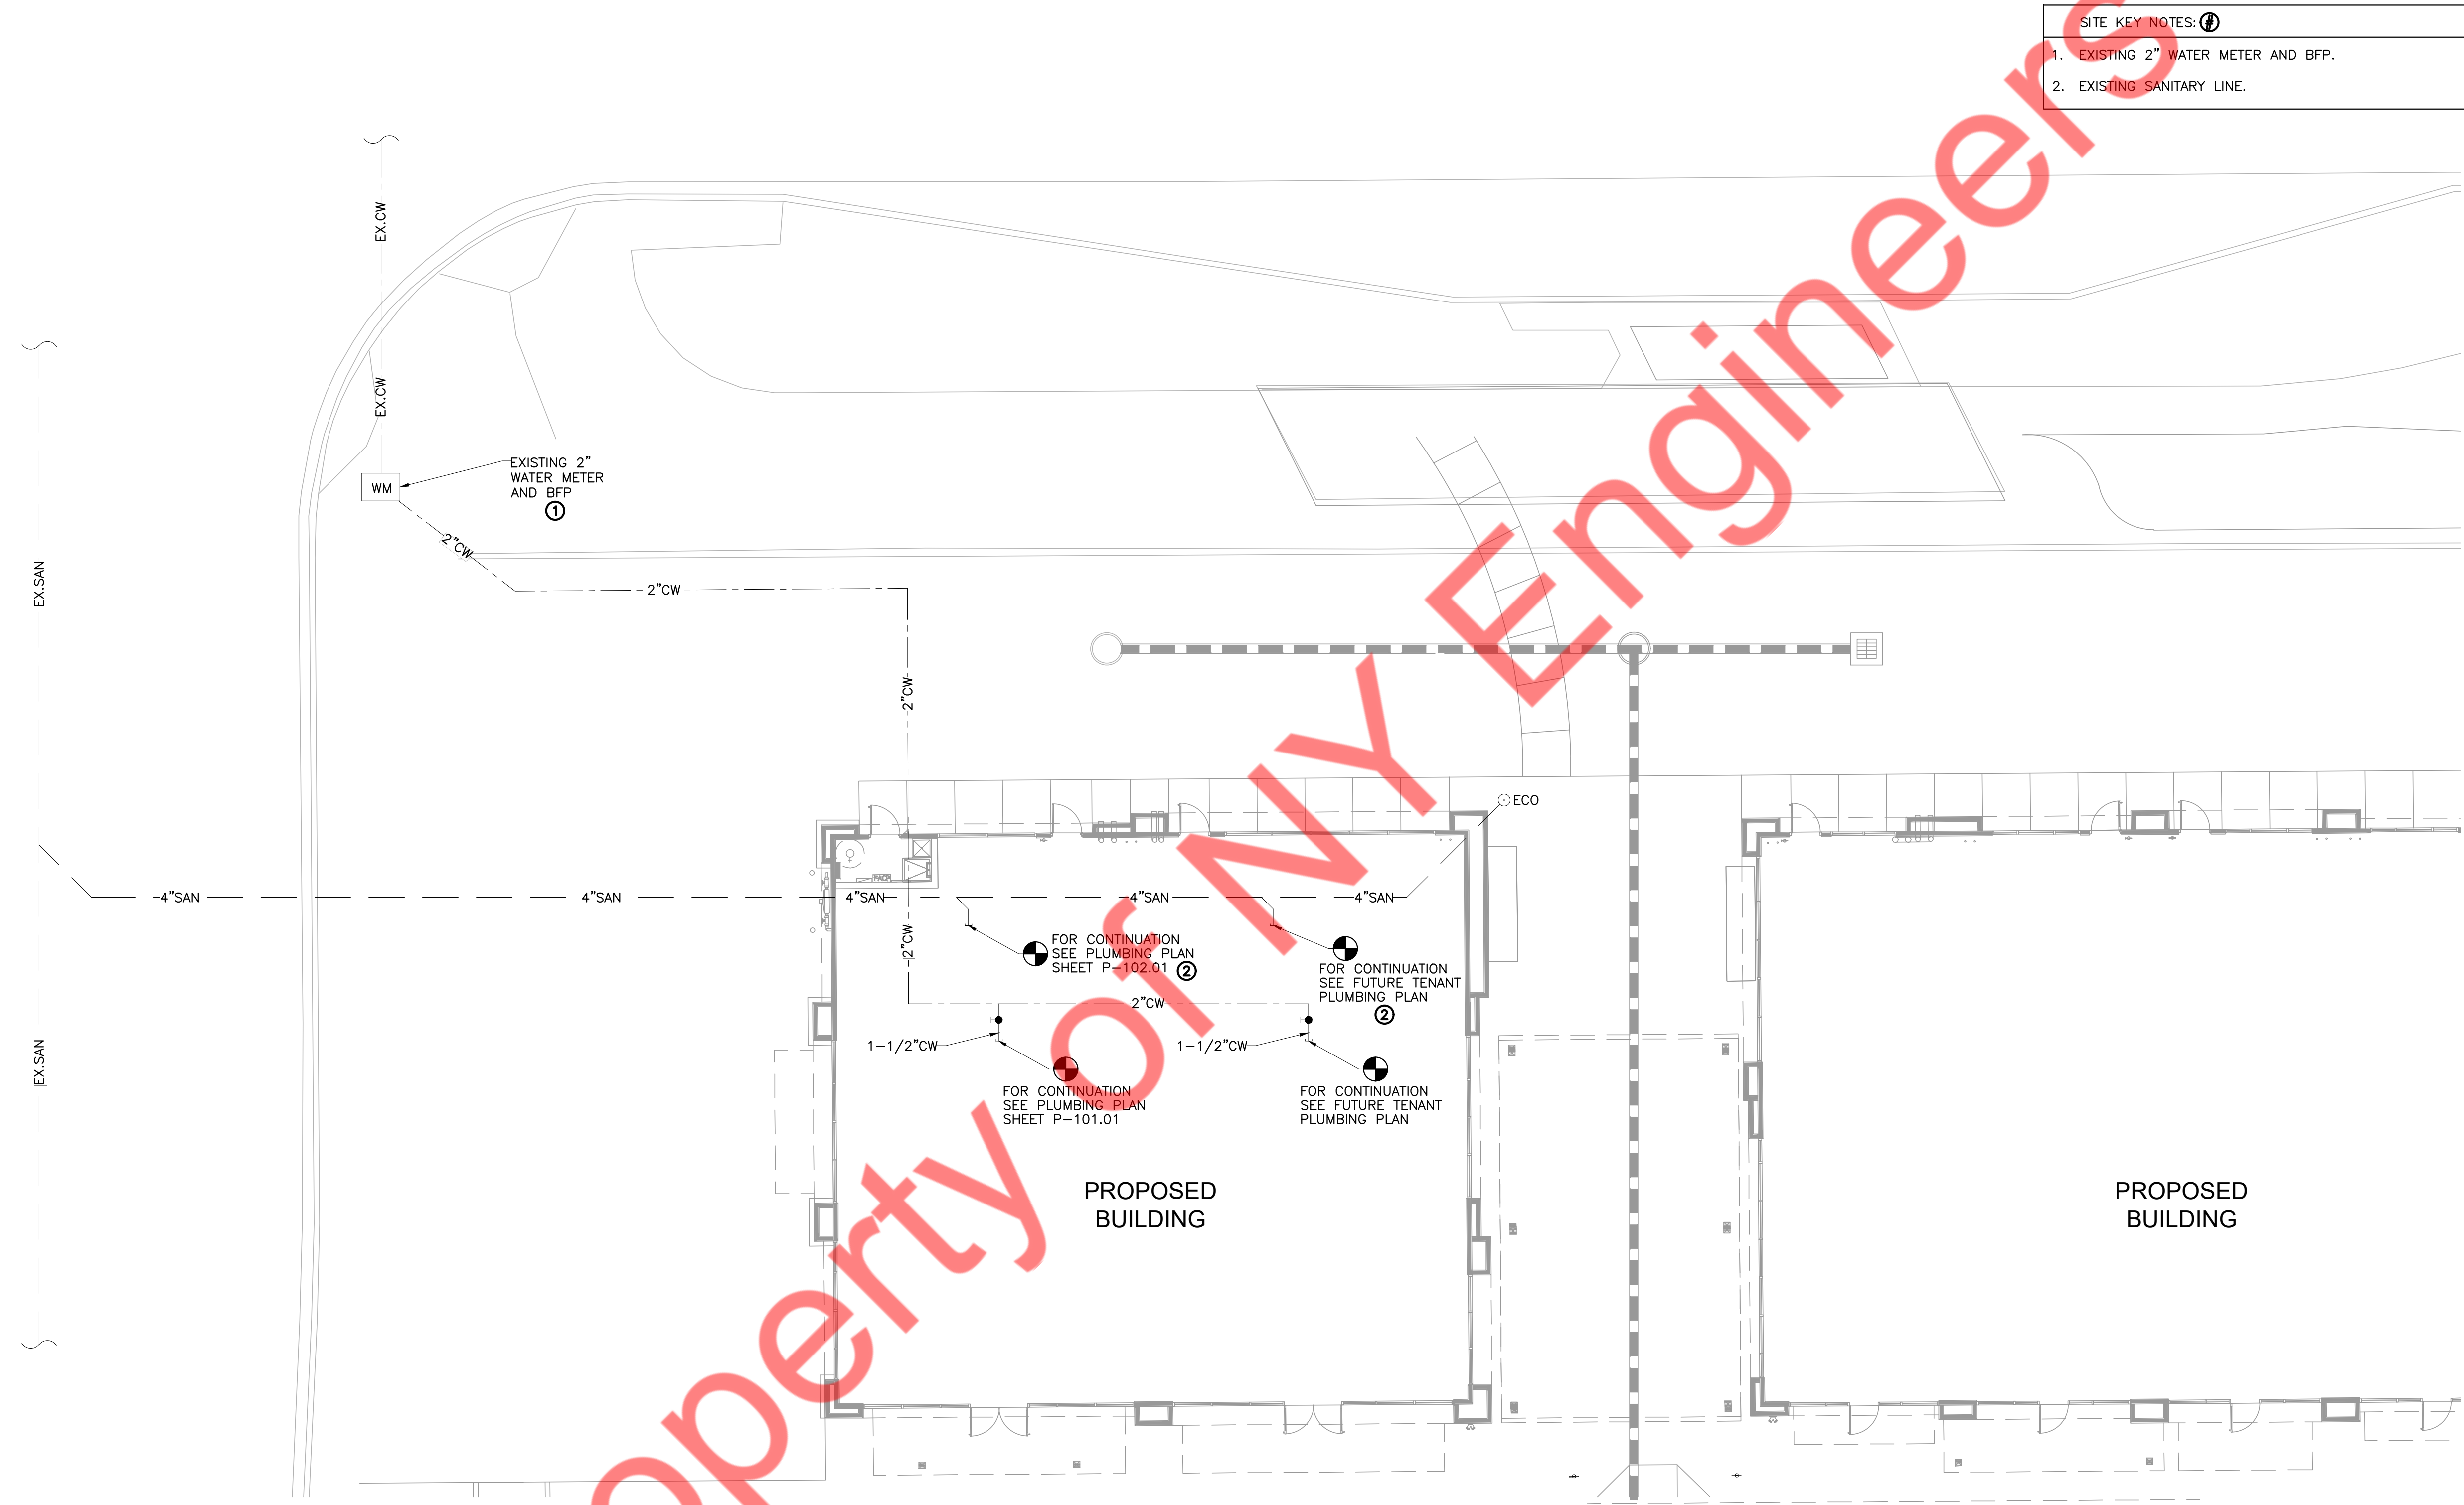 SITE KEY NOTES: #
1. EXISTING 2" WATER METER AND BFP.
2. EXISTING SANITARY LINE.
EX.CW
EX.CW
WM
EXISTING 2"
WATER METER
AND BFP
1
2"CW
2"CW
2"CW
EX.SAN
EX.SAN
ECO
4"SAN
4"SAN
4"SAN
4"SAN
4"SAN
2"CW
FOR CONTINUATION
SEE PLUMBING PLAN
SHEET P-102.01 2
FOR CONTINUATION
SEE FUTURE TENANT
PLUMBING PLAN
2
2"CW
1-1/2"CW
1-1/2"CW
FOR CONTINUATION
SEE PLUMBING PLAN
SHEET P-101.01
FOR CONTINUATION
SEE FUTURE TENANT
PLUMBING PLAN
PROPOSED
BUILDING
PROPOSED
BUILDING
operty of NY Engineers